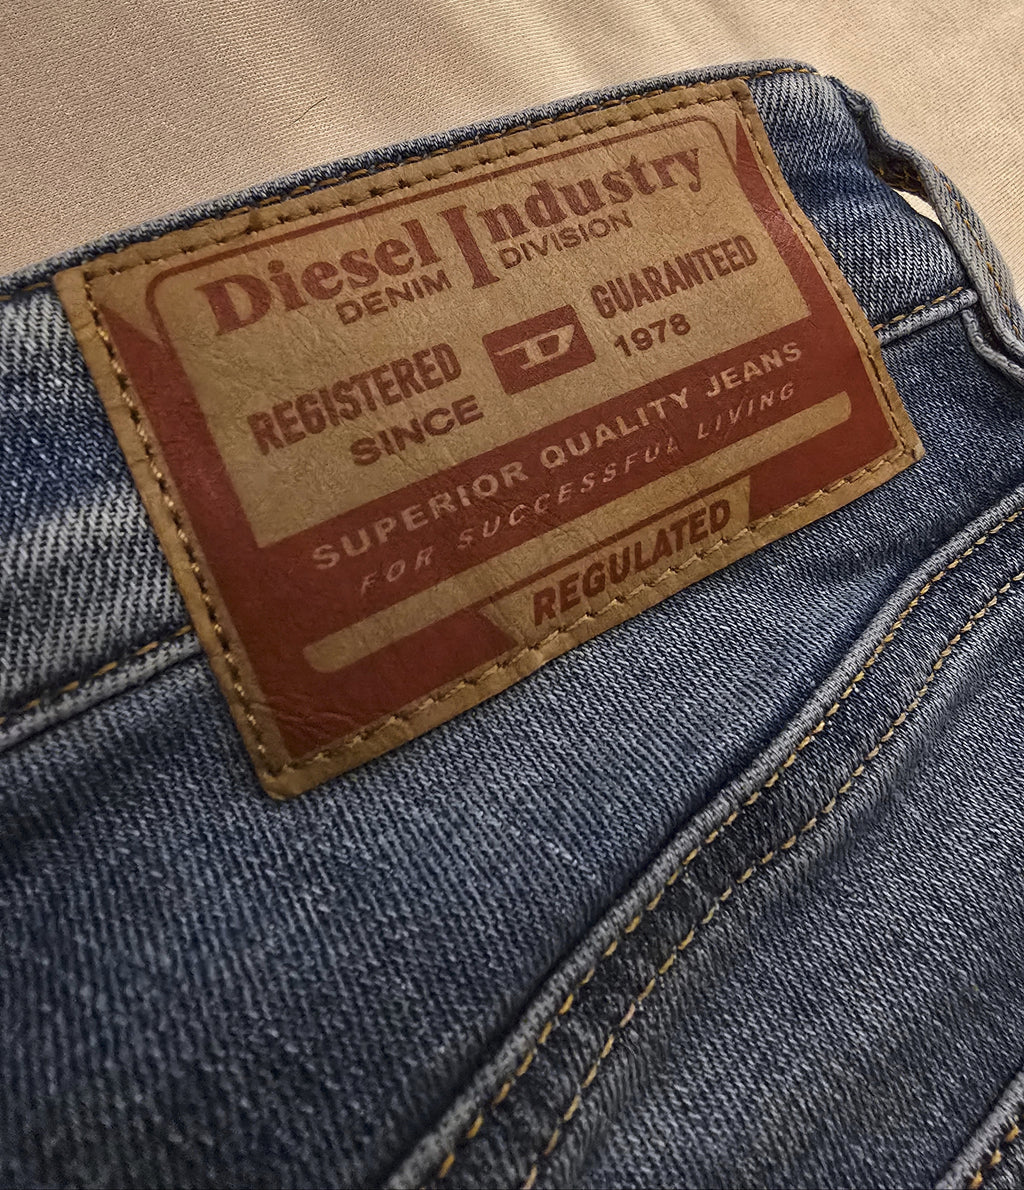 Diesel Industry
DENIM DIVISION
REGISTERED D GUARANTEED
SINCE 1978
SUPERIOR QUALITY JEANS
FOR SUCCESSFUL LIVING
REGULATED